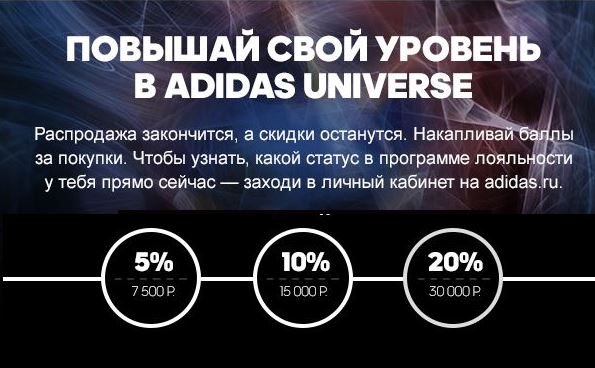 ПОВЫШАЙ СВОЙ УРОВЕНЬ
В ADIDAS UNIVERSE
Распродажа закончится, а скидки останутся. Накапливай баллы
за покупки. Чтобы узнать, какой статус в программе лояльности
у тебя прямо сейчас — заходи в личный кабинет на adidas.ru.
5% 10% 20%
7 500 Р. 15 000 Р. 30 000 Р.